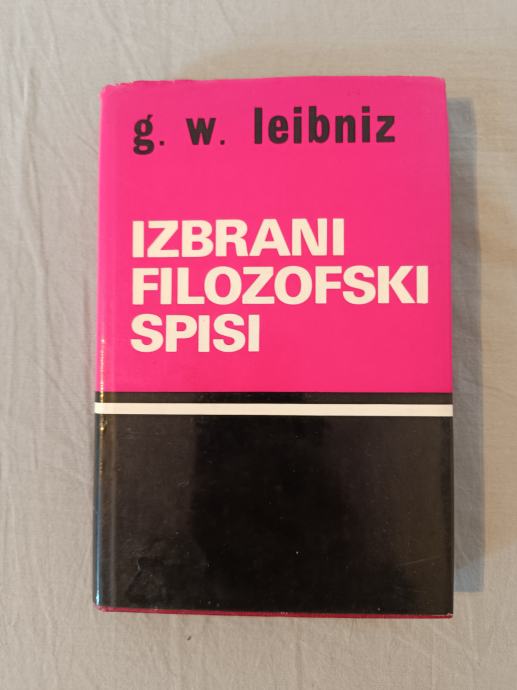 g. w. leibniz
IZBRANI
FILOZOFSKI
SPISI